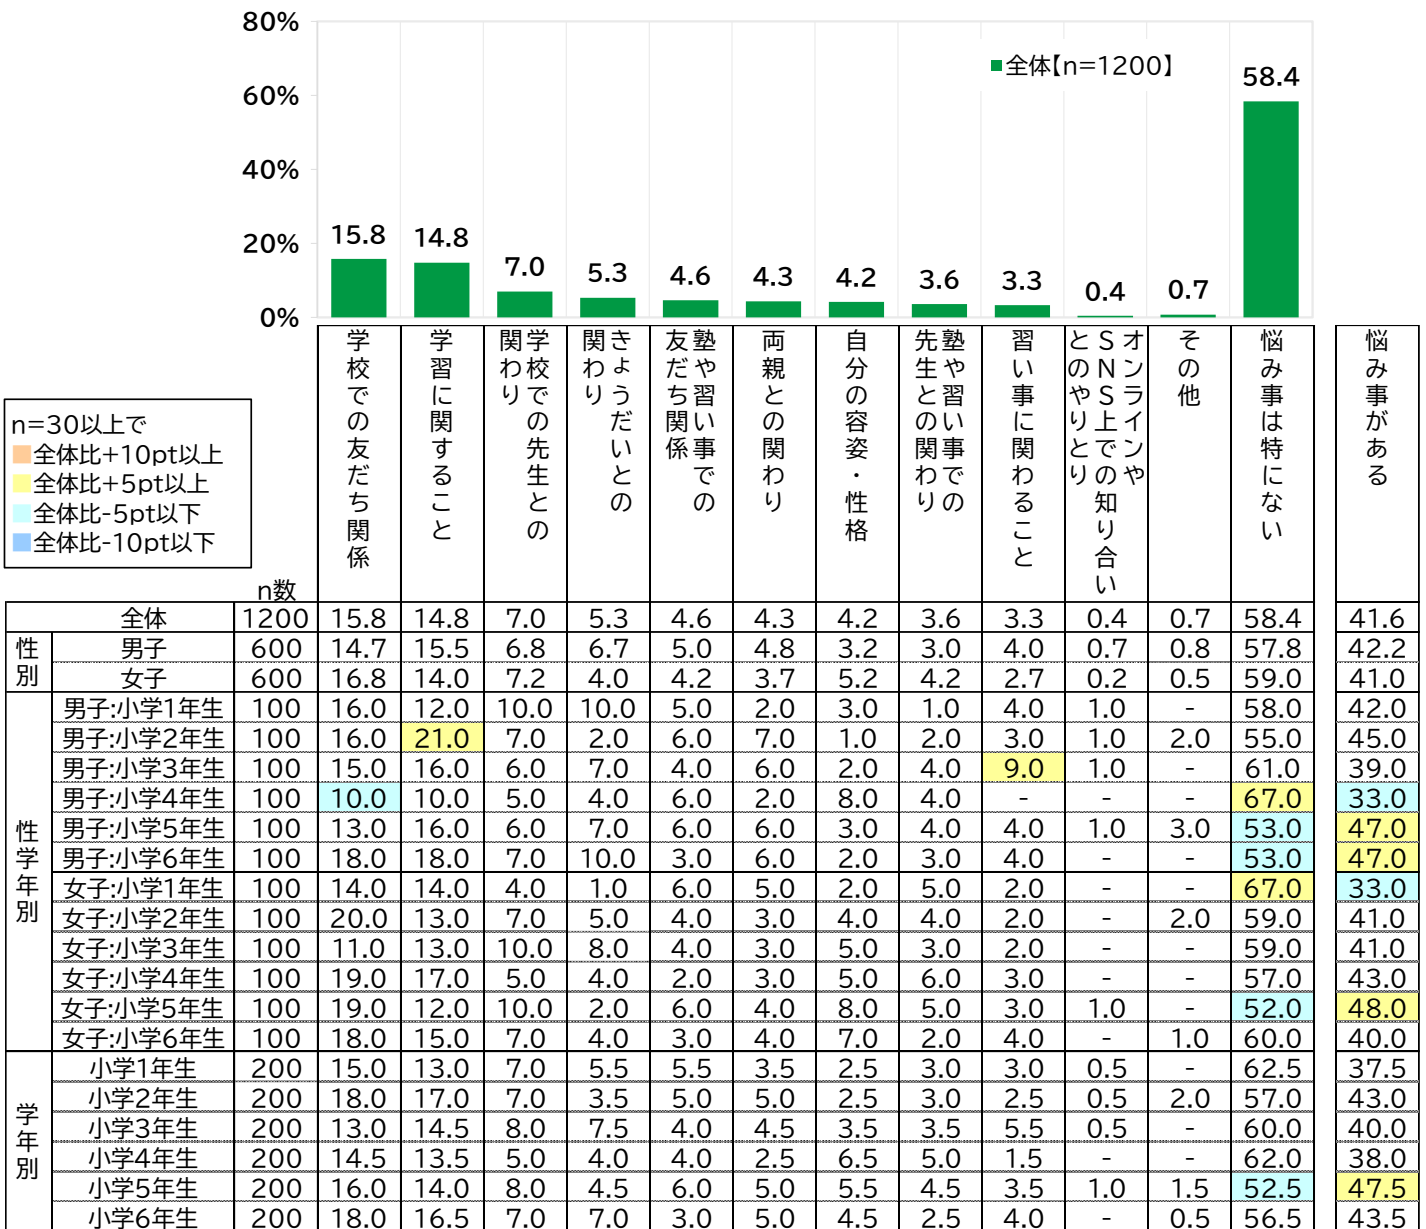 80%
60%
40%
20%
0%
■全体【n=1200】
15.8 14.8 7.0 5.3 4.6 4.3 4.2 3.6 3.3 0.4 0.7 58.4
学校での友だち関係
学習に関すること
学校での先生との
関わり
きょうだいとの
関わり
塾や習い事での
友だち関係
両親との関わり
自分の容姿・性格
塾や習い事での
先生との関わり
習い事に関わること
オンラインや
SNS上での知り合い
とのやりとり
その他
悩み事は特にない
悩み事がある
n=30以上で
全体比+10pt以上
全体比+5pt以上
全体比-5pt以下
全体比-10pt以下
n数
全体 1200 15.8 14.8 7.0 5.3 4.6 4.3 4.2 3.6 3.3 0.4 0.7 58.4 41.6
性別
男子 600 14.7 15.5 6.8 6.7 5.0 4.8 3.2 3.0 4.0 0.7 0.8 57.8 42.2
女子 600 16.8 14.0 7.2 4.0 4.2 3.7 5.2 4.2 2.7 0.2 0.5 59.0 41.0
性学年別
男子:小学1年生 100 16.0 12.0 10.0 10.0 5.0 2.0 3.0 1.0 4.0 1.0 - 58.0 42.0
男子:小学2年生 100 16.0 21.0 7.0 2.0 6.0 7.0 1.0 2.0 3.0 1.0 2.0 55.0 45.0
男子:小学3年生 100 15.0 16.0 6.0 7.0 4.0 6.0 2.0 4.0 9.0 1.0 - 61.0 39.0
男子:小学4年生 100 10.0 10.0 5.0 4.0 6.0 2.0 8.0 4.0 - - - 67.0 33.0
男子:小学5年生 100 13.0 16.0 6.0 7.0 6.0 6.0 3.0 4.0 4.0 1.0 3.0 53.0 47.0
男子:小学6年生 100 18.0 18.0 7.0 10.0 3.0 6.0 2.0 3.0 4.0 - - 53.0 47.0
女子:小学1年生 100 14.0 14.0 4.0 1.0 6.0 5.0 2.0 5.0 2.0 - - 67.0 33.0
女子:小学2年生 100 20.0 13.0 7.0 5.0 4.0 3.0 4.0 4.0 2.0 - 2.0 59.0 41.0
女子:小学3年生 100 11.0 13.0 10.0 8.0 4.0 3.0 5.0 3.0 2.0 - - 59.0 41.0
女子:小学4年生 100 19.0 17.0 5.0 4.0 2.0 3.0 5.0 6.0 3.0 - - 57.0 43.0
女子:小学5年生 100 19.0 12.0 10.0 2.0 6.0 4.0 8.0 5.0 3.0 1.0 - 52.0 48.0
女子:小学6年生 100 18.0 15.0 7.0 4.0 3.0 4.0 7.0 2.0 4.0 - 1.0 60.0 40.0
学年別
小学1年生 200 15.0 13.0 7.0 5.5 5.5 3.5 2.5 3.0 3.0 0.5 - 62.5 37.5
小学2年生 200 18.0 17.0 7.0 3.5 5.0 5.0 2.5 3.0 2.5 0.5 2.0 57.0 43.0
小学3年生 200 13.0 14.5 8.0 7.5 4.0 4.5 3.5 3.5 5.5 0.5 - 60.0 40.0
小学4年生 200 14.5 13.5 5.0 4.0 4.0 2.5 6.5 5.0 1.5 - - 62.0 38.0
小学5年生 200 16.0 14.0 8.0 4.5 6.0 5.0 5.5 4.5 3.5 1.0 1.5 52.5 47.5
小学6年生 200 18.0 16.5 7.0 7.0 3.0 5.0 4.5 2.5 4.0 - 0.5 56.5 43.5